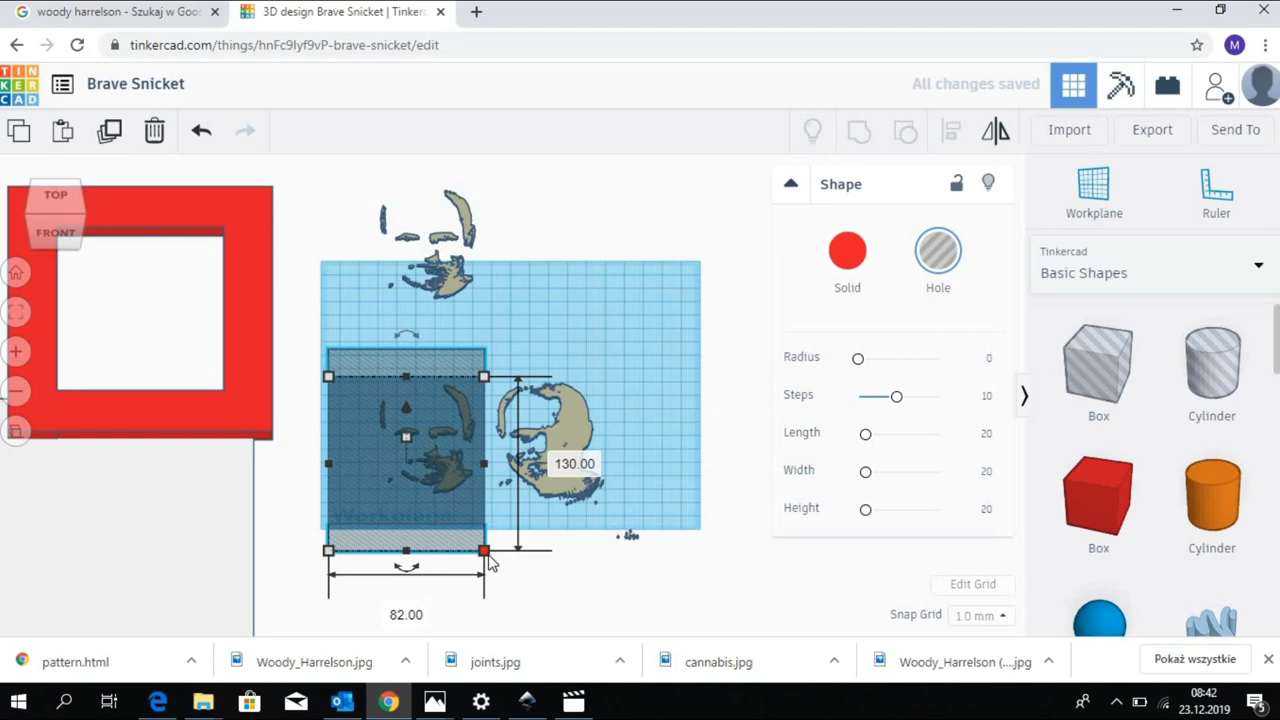 woody harrelson - Szukaj w Goo
3D design Brave Snicket | Tinkerc
tinkercad.com/things/hnFc9lyf9vP-brave-snicket/edit
M
TIN
KER
CAD
Brave Snicket
All changes saved
Import
Export
Send To
TOP
FRONT
Shape
Solid
Hole
Radius 0
Steps 10
Length 20
Width 20
Height 20
Workplane
Ruler
Tinkercad
Basic Shapes
Box
Cylinder
Box
Cylinder
Workplane
130.00
82.00
Edit Grid
Snap Grid 1.0 mm
pattern.html
Woody_Harrelson.jpg
joints.jpg
cannabis.jpg
Woody_Harrelson (....jpg
Pokaż wszystkie
08:42
23.12.2019
5